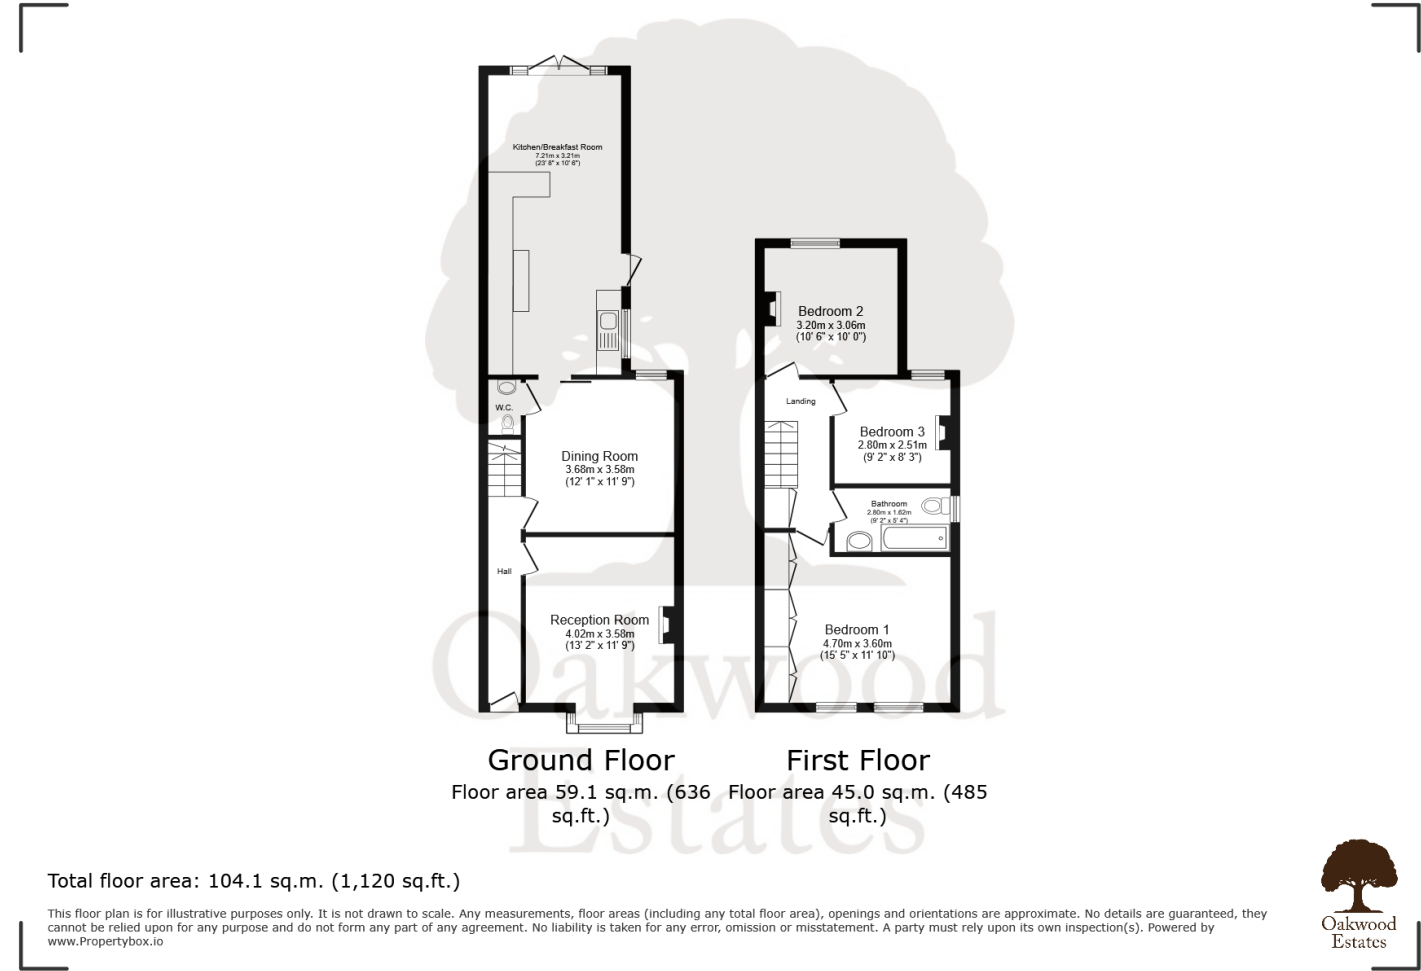 Kitchen/Breakfast Room
7.21m x 3.21m
(23' 8" x 10' 6")
W.C.
Dining Room
3.68m x 3.58m
(12' 1" x 11' 9")
Hall
Reception Room
4.02m x 3.58m
(13' 2" x 11' 9")
Bedroom 2
3.20m x 3.06m
(10' 6" x 10' 0")
Landing
Bedroom 3
2.80m x 2.51m
(9' 2" x 8' 3")
Bathroom
2.80m x 1.62m
(9' 2" x 5' 4")
Bedroom 1
4.70m x 3.60m
(15' 5" x 11' 10")
Oakwood
Estates
Ground Floor
Floor area 59.1 sq.m. (636
sq.ft.)
First Floor
Floor area 45.0 sq.m. (485
sq.ft.)
Total floor area: 104.1 sq.m. (1,120 sq.ft.)
This floor plan is for illustrative purposes only. It is not drawn to scale. Any measurements, floor areas (including any total floor area), openings and orientations are approximate. No details are guaranteed, they
cannot be relied upon for any purpose and do not form any part of any agreement. No liability is taken for any error, omission or misstatement. A party must rely upon its own inspection(s). Powered by
www.Propertybox.io
Oakwood
Estates